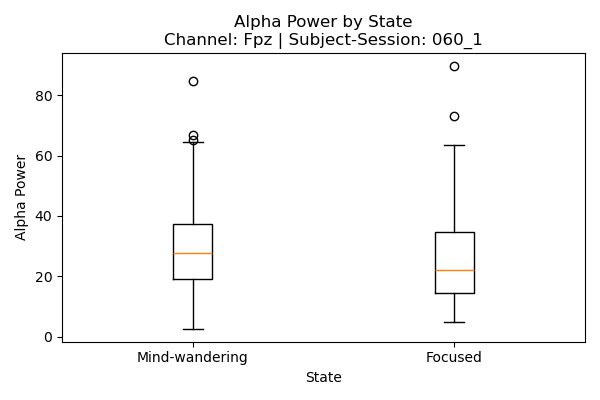 Alpha Power by State
Channel: Fpz | Subject-Session: 060_1
80
60
40
20
0
Alpha Power
Mind-wandering
Focused
State